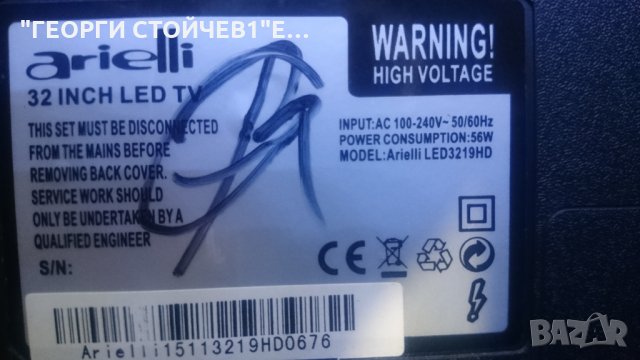 "ГЕОРГИ СТОЙЧЕВ1"Е...
arielli
32 INCH LED TV
THIS SET MUST BE DISCONNECTED
FROM THE MAINS BEFORE
REMOVING BACK COVER.
SERVICE WORK SHOULD
ONLY BE UNDERTAKEN BY A
QUALIFIED ENGINEER
S/N:
WARNING!
HIGH VOLTAGE
INPUT:AC 100-240V~ 50/60Hz
POWER CONSUMPTION:56W
MODEL:Arielli LED3219HD
CE
Arielli15113219HD0676
BAZAR